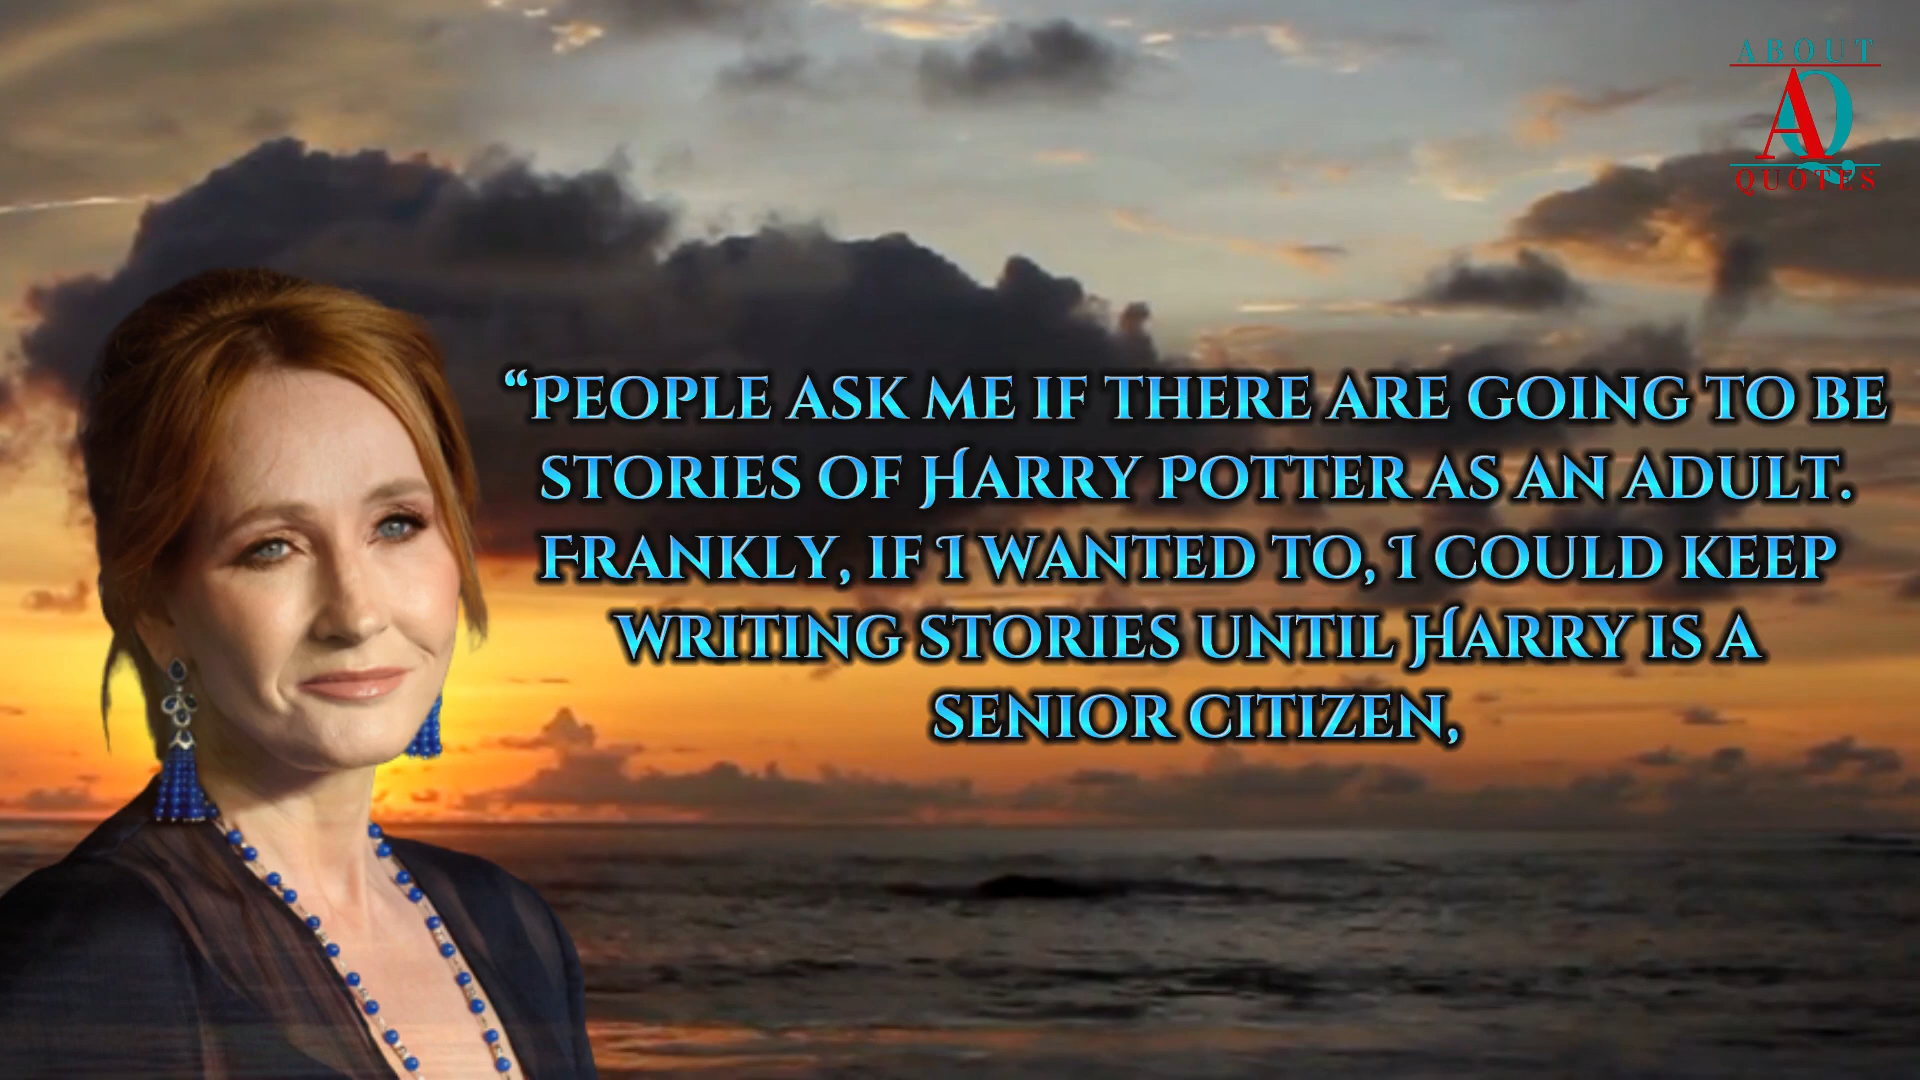 ABOUT
AQ
QUOTES
“PEOPLE ASK ME IF THERE ARE GOING TO BE
STORIES OF HARRY POTTER AS AN ADULT.
FRANKLY, IF I WANTED TO, I COULD KEEP
WRITING STORIES UNTIL HARRY IS A
SENIOR CITIZEN,